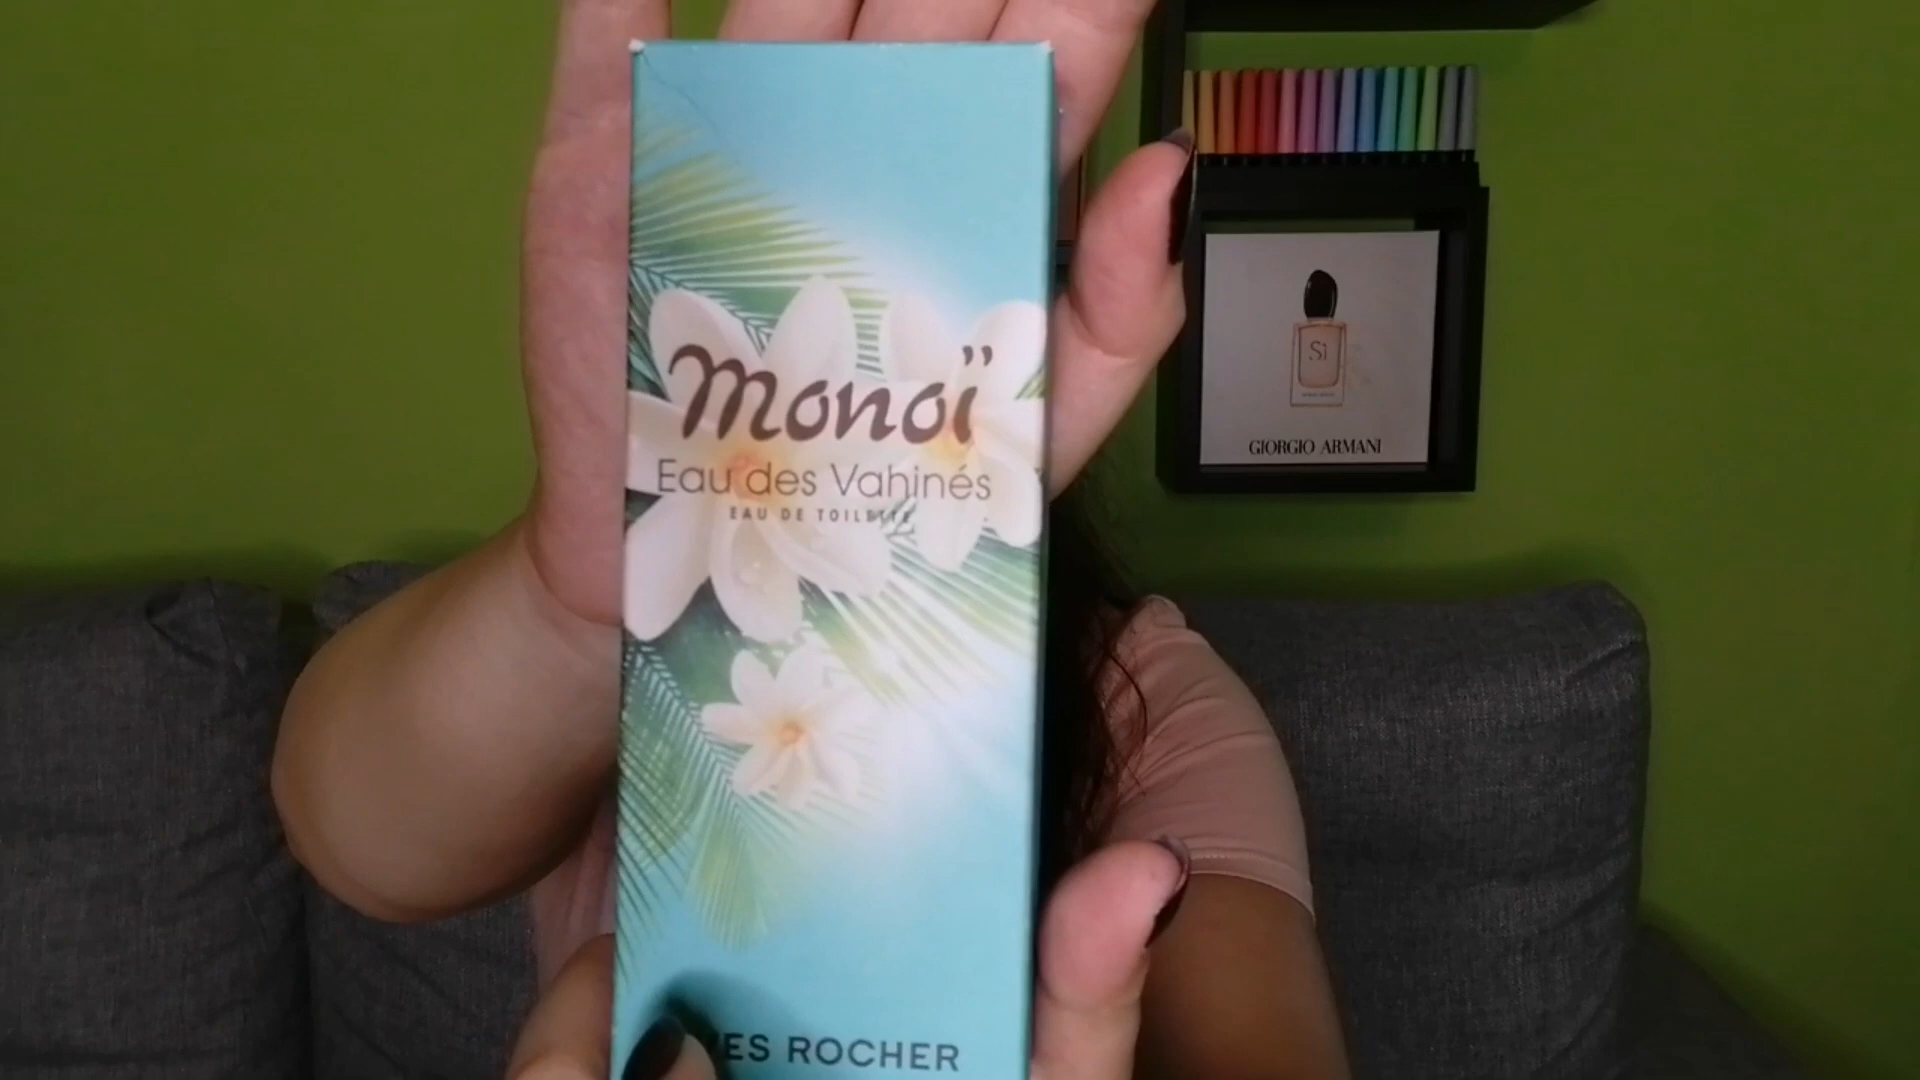 Monoï
Eau des Vahinés
EAU DE TOILETTE
ES ROCHER
Sì
GIORGIO ARMANI